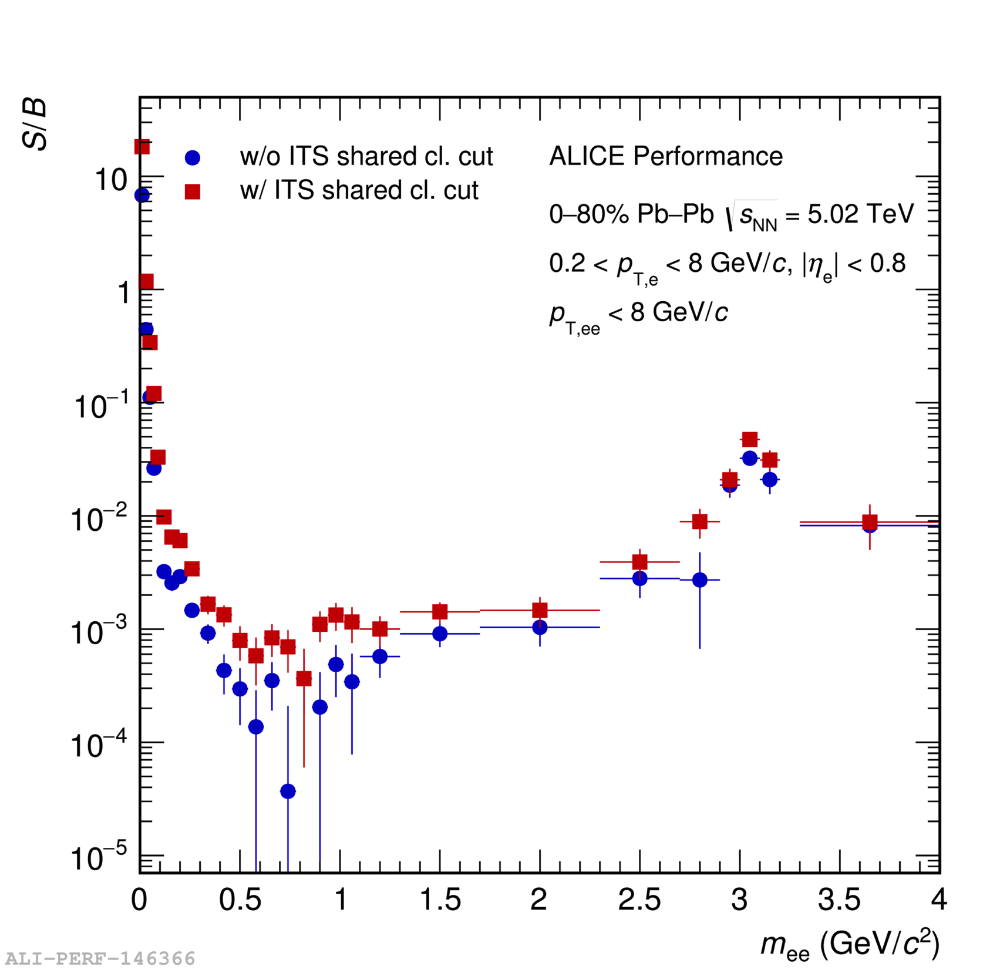 S/B
w/o ITS shared cl. cut
w/ ITS shared cl. cut
ALICE Performance
0–80% Pb–Pb √sNN = 5.02 TeV
0.2 < pT,e < 8 GeV/c, |ηe| < 0.8
pT,ee < 8 GeV/c
10
1
10−1
10−2
10−3
10−4
10−5
0 0.5 1 1.5 2 2.5 3 3.5 4
mee (GeV/c2)
ALI-PERF-146366